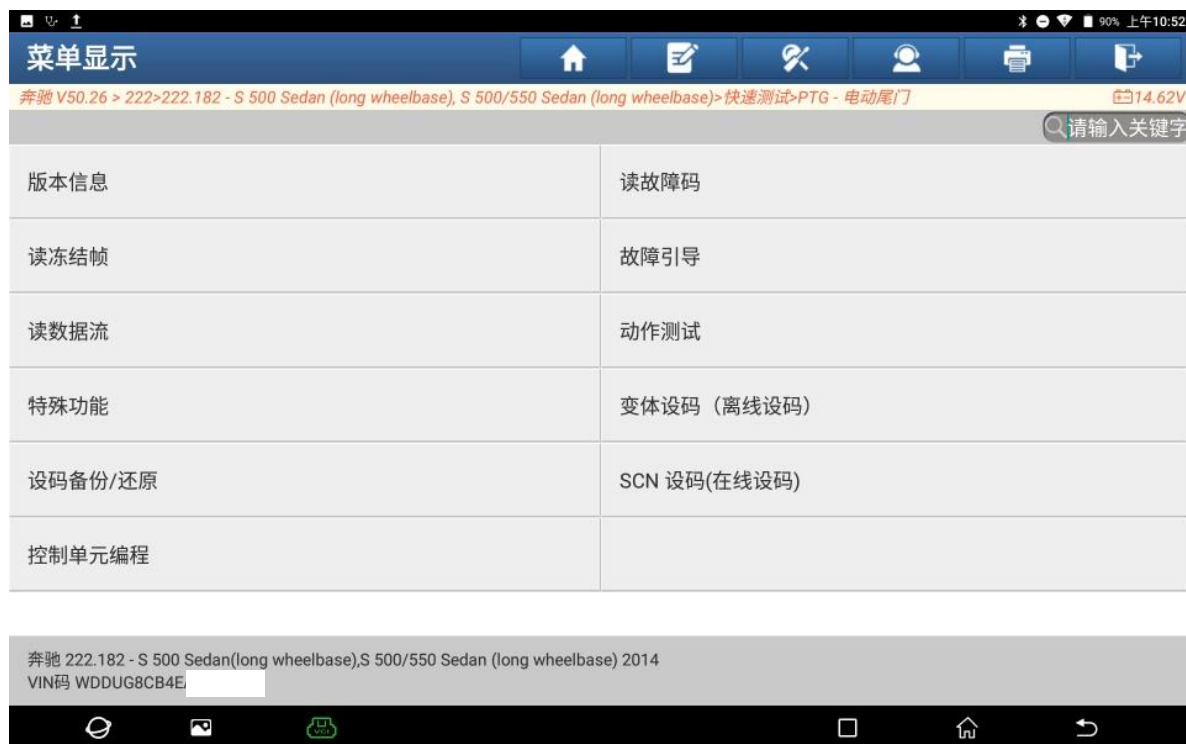 90% 上午10:52
菜单显示
奔驰 V50.26 > 222>222.182 - S 500 Sedan (long wheelbase), S 500/550 Sedan (long wheelbase)>快速测试>PTG - 电动尾门
14.62V
请输入关键字
版本信息
读故障码
读冻结帧
故障引导
读数据流
动作测试
特殊功能
变体设码（离线设码）
设码备份/还原
SCN 设码(在线设码)
控制单元编程
奔驰 222.182 - S 500 Sedan(long wheelbase),S 500/550 Sedan (long wheelbase) 2014
VIN码 WDDUG8CB4E
VCI